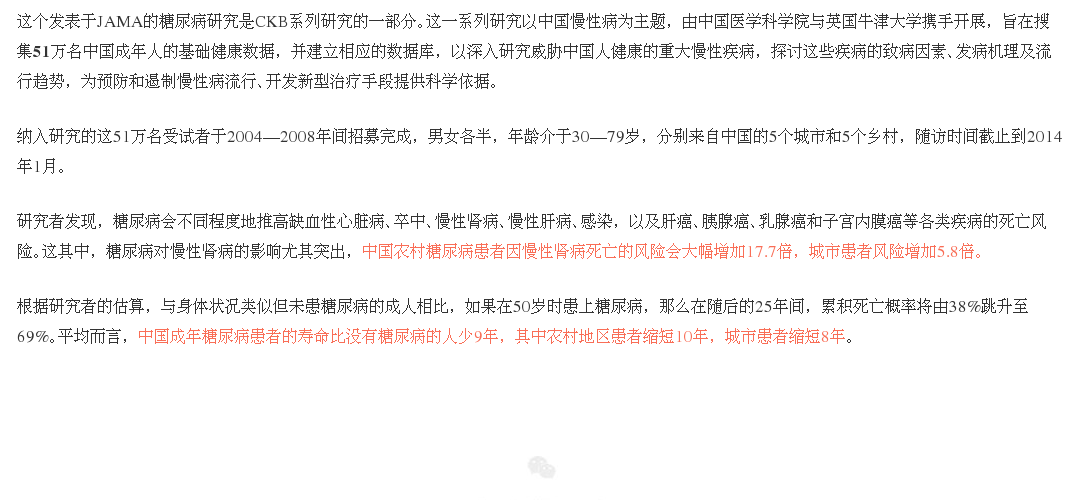 这个发表于JAMA的糖尿病研究是CKB系列研究的一部分。这一系列研究以中国慢性病为主题，由中国医学科学院与英国牛津大学携手开展，旨在搜
集51万名中国成年人的基础健康数据，并建立相应的数据库，以深入研究威胁中国人健康的重大慢性疾病，探讨这些疾病的致病因素、发病机理及流
行趋势，为预防和遏制慢性病流行、开发新型治疗手段提供科学依据。
纳入研究的这51万名受试者于2004—2008年间招募完成，男女各半，年龄介于30—79岁，分别来自中国的5个城市和5个乡村，随访时间截止到2014
年1月。
研究者发现，糖尿病会不同程度地推高缺血性心脏病、卒中、慢性肾病、慢性肝病、感染，以及肝癌、胰腺癌、乳腺癌和子宫内膜癌等各类疾病的死亡风
险。这其中，糖尿病对慢性肾病的影响尤其突出，中国农村糖尿病患者因慢性肾病死亡的风险会大幅增加17.7倍，城市患者风险增加5.8倍。
根据研究者的估算，与身体状况类似但未患糖尿病的成人相比，如果在50岁时患上糖尿病，那么在随后的25年间，累积死亡概率将由38%跳升至
69%。平均而言，中国成年糖尿病患者的寿命比没有糖尿病的人少9年，其中农村地区患者缩短10年，城市患者缩短8年。